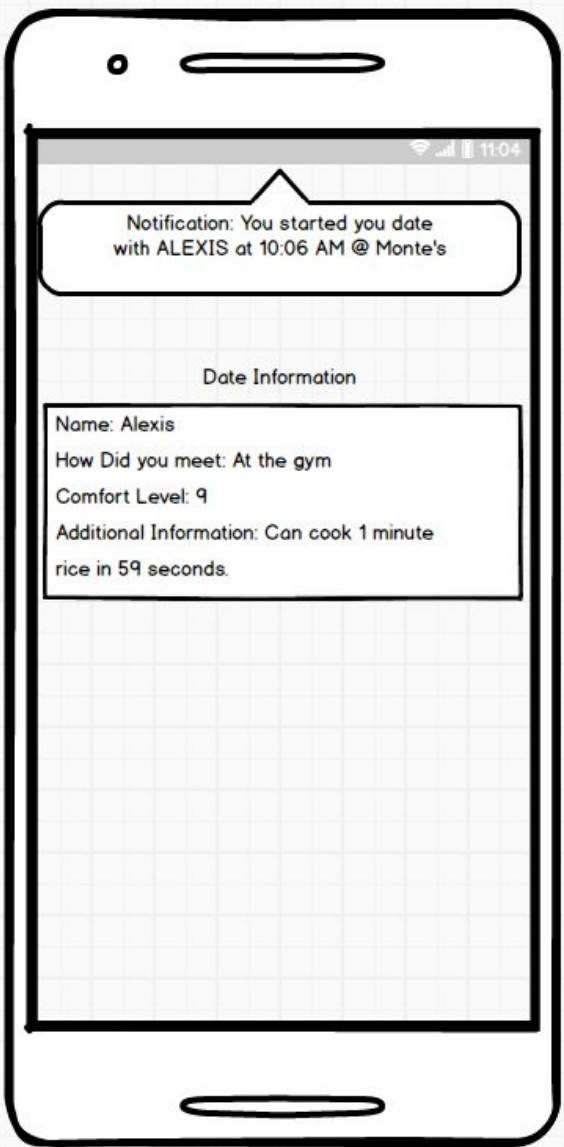 11:04
Notification: You started you date
with ALEXIS at 10:06 AM @ Monte's
Date Information
Name: Alexis
How Did you meet: At the gym
Comfort Level: 9
Additional Information: Can cook 1 minute
rice in 59 seconds.